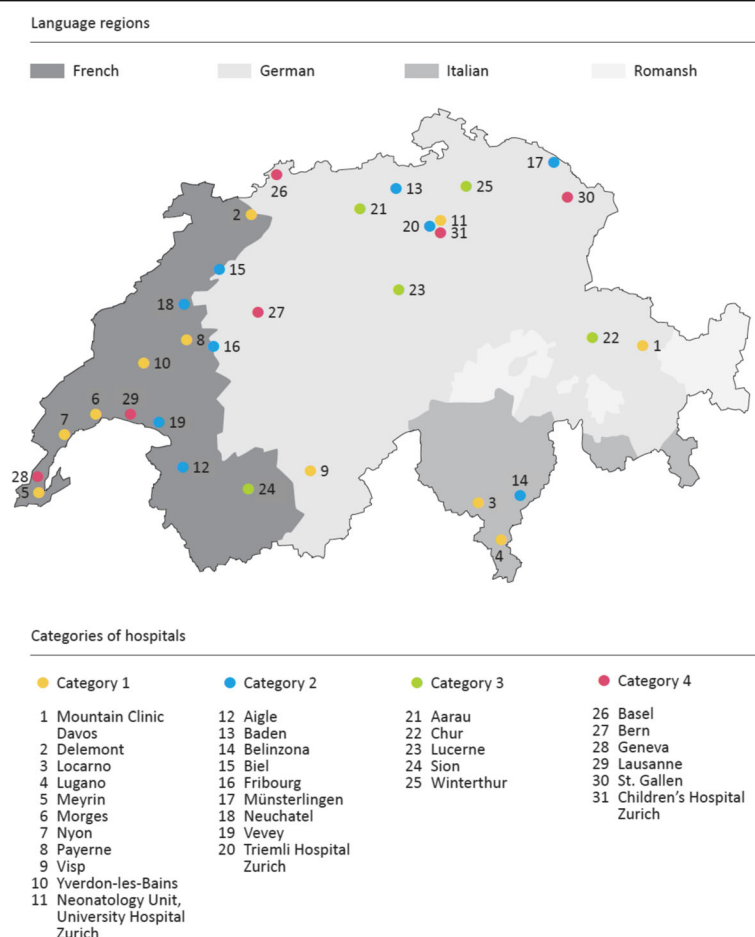 Language regions
French
German
Italian
Romansh
17
13
25
26
30
21
2
11
20
31
15
23
18
27
22
8
1
16
10
6
29
7
19
12
9
28
14
24
5
3
4
Categories of hospitals
Category 1
1 Mountain Clinic
Davos
2 Delemont
3 Locarno
4 Lugano
5 Meyrin
6 Morges
7 Nyon
8 Payerne
9 Visp
10 Yverdon-les-Bains
11 Neonatology Unit,
University Hospital
Zurich
Category 2
12 Aigle
13 Baden
14 Belinzona
15 Biel
16 Fribourg
17 Münsterlingen
18 Neuchatel
19 Vevey
20 Triemli Hospital
Zurich
Category 3
21 Aarau
22 Chur
23 Lucerne
24 Sion
25 Winterthur
Category 4
26 Basel
27 Bern
28 Geneva
29 Lausanne
30 St. Gallen
31 Children's Hospital
Zurich